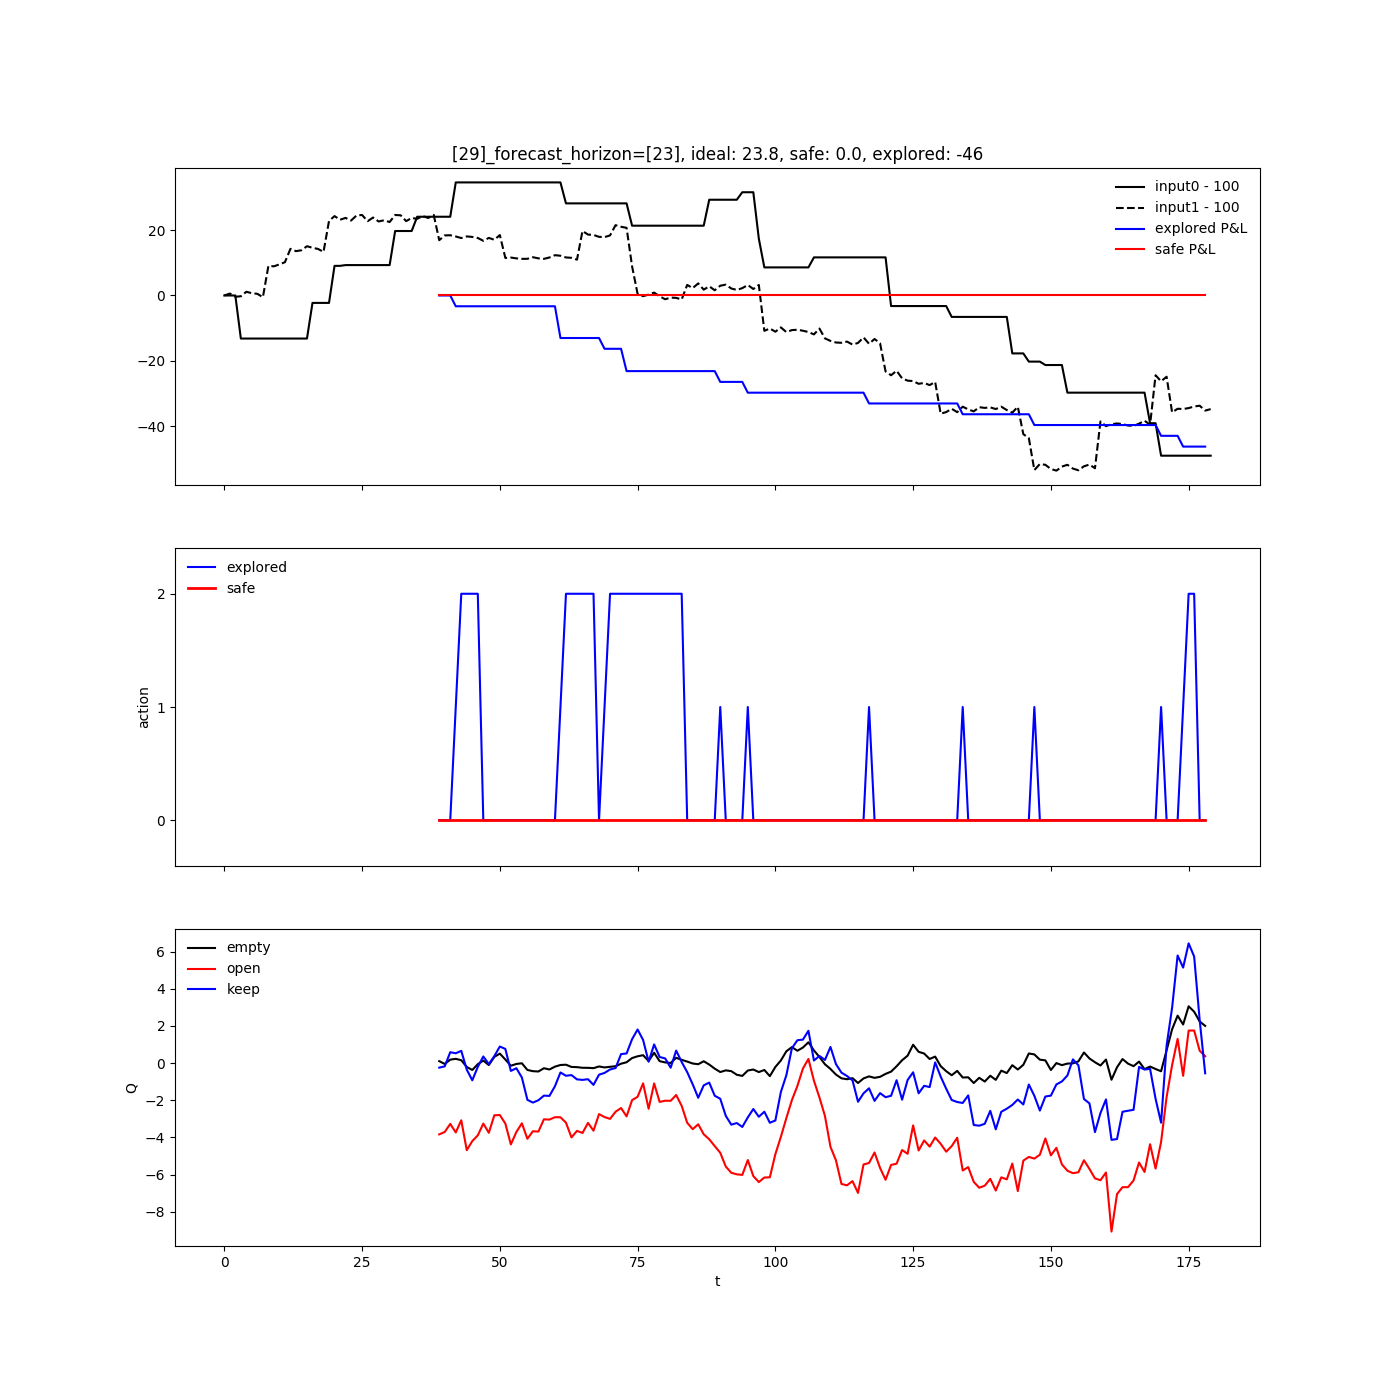 [29]_forecast_horizon=[23], ideal: 23.8, safe: 0.0, explored: -46
input0 - 100
input1 - 100
explored P&L
safe P&L
20
0
−20
−40
explored
safe
2
1
0
action
empty
open
keep
6
4
2
0
−2
−4
−6
−8
Q
0 25 50 75 100 125 150 175
t